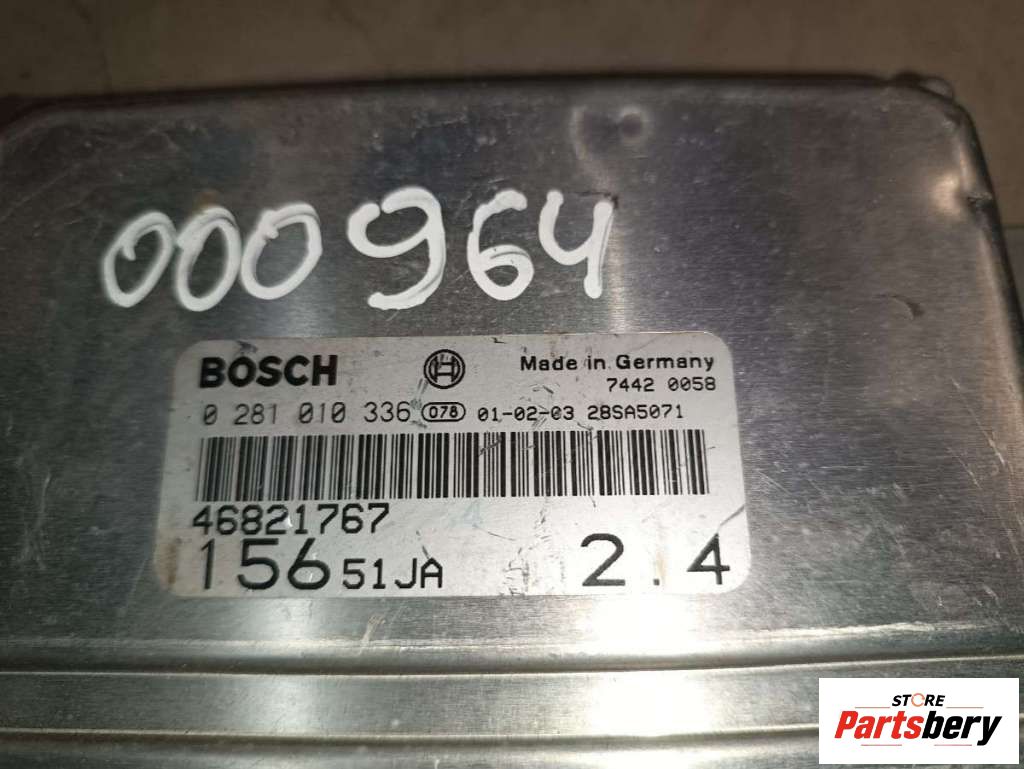 000964
BOSCH Made in Germany
7442 0058
0 281 010 336 078 01-02-03 28SA5071
46821767
156 51JA 2.4
STORE
Partsbery